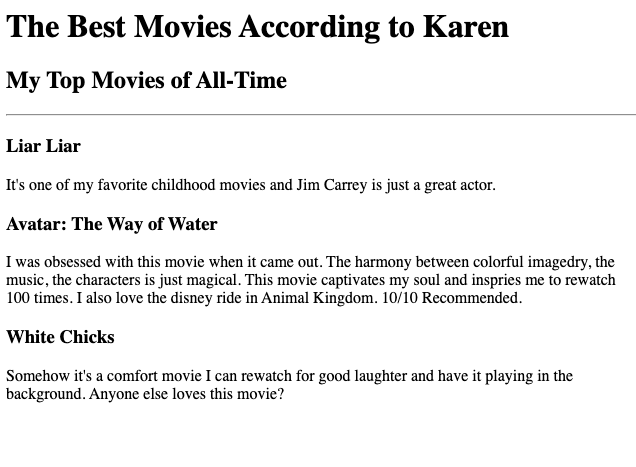 The Best Movies According to Karen
My Top Movies of All-Time
Liar Liar
It's one of my favorite childhood movies and Jim Carrey is just a great actor.
Avatar: The Way of Water
I was obsessed with this movie when it came out. The harmony between colorful imagedry, the
music, the characters is just magical. This movie captivates my soul and inspries me to rewatch
100 times. I also love the disney ride in Animal Kingdom. 10/10 Recommended.
White Chicks
Somehow it's a comfort movie I can rewatch for good laughter and have it playing in the
background. Anyone else loves this movie?